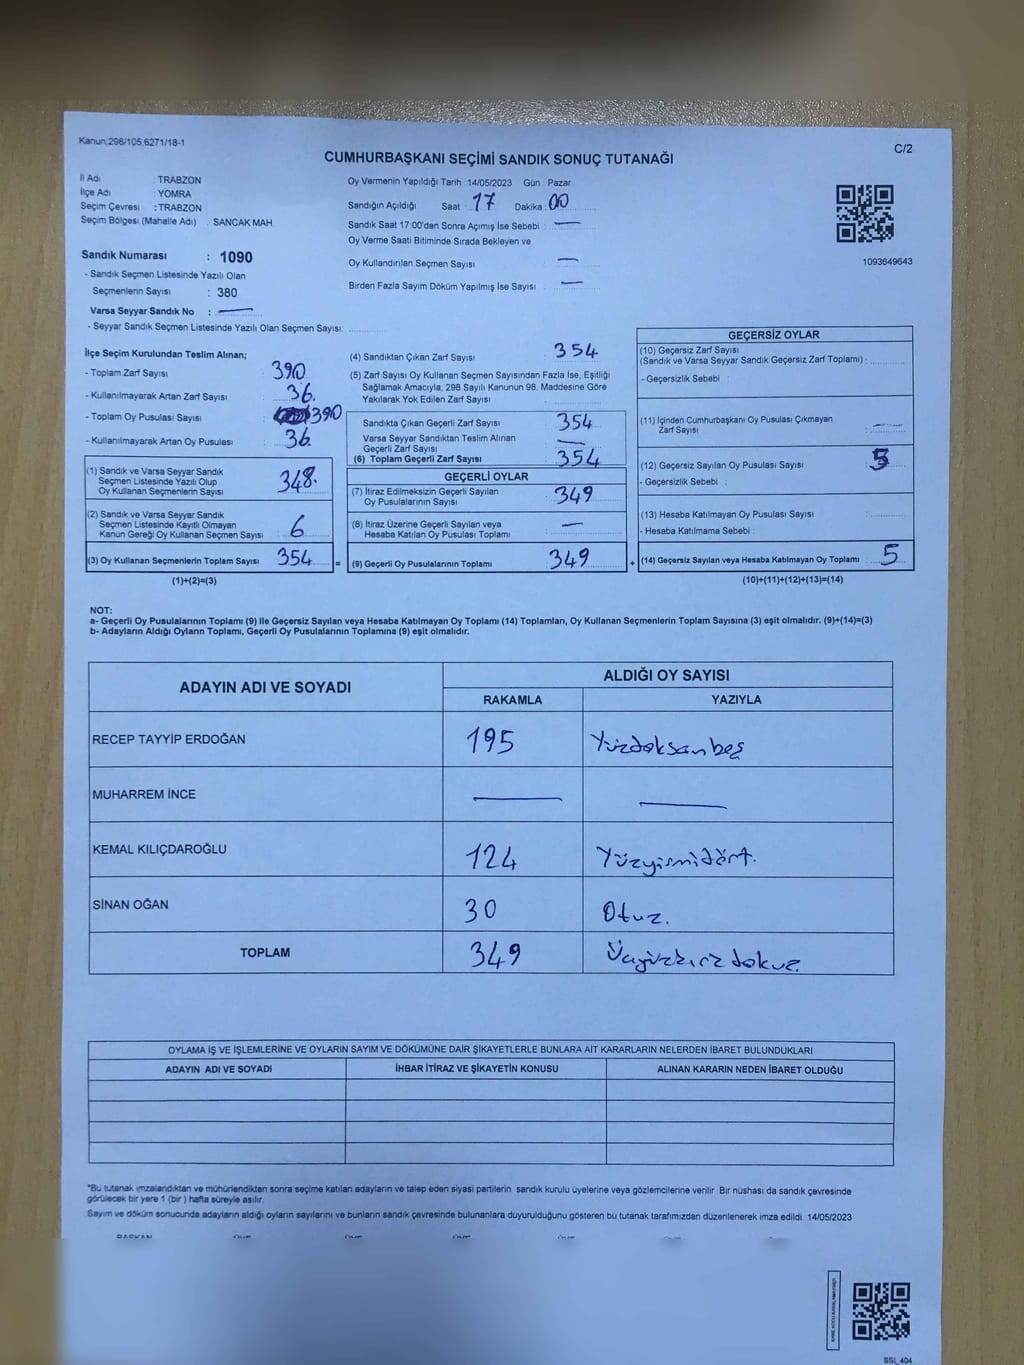 Kanun:298/105,6271/18-1
C/2
CUMHURBAŞKANI SEÇİMİ SANDIK SONUÇ TUTANAĞI
İl Adı : TRABZON
İlçe Adı : YOMRA
Seçim Çevresi : TRABZON
Seçim Bölgesi (Mahalle Adı) : SANCAK MAH
Sandık Numarası : 1090
- Sandık Seçmen Listesinde Yazılı Olan
Seçmenlerin Sayısı : 380
Varsa Seyyar Sandık No :
- Seyyar Sandık Seçmen Listesinde Yazılı Olan Seçmen Sayısı:
Oy Vermenin Yapıldığı Tarih :14/05/2023 Gün : Pazar
Sandığın Açıldığı Saat : 17 Dakika : 00
Sandık Saat 17:00'den Sonra Açımış İse Sebebi :
Oy Verme Saati Bitiminde Sırada Bekleyen ve
Oy Kullandırılan Seçmen Sayısı :
Birden Fazla Sayım Döküm Yapılmış İse Sayısı :
1093649643
İlçe Seçim Kurulundan Teslim Alınan;
- Toplam Zarf Sayısı : 390
- Kullanılmayarak Artan Zarf Sayısı : 36.
- Toplam Oy Pusulası Sayısı : 390
- Kullanılmayarak Artan Oy Pusulası : 36
(1) Sandık ve Varsa Seyyar Sandık
Seçmen Listesinde Yazılı Olup
Oy Kullanan Seçmenlerin Sayısı : 348.
(2) Sandık ve Varsa Seyyar Sandık
Seçmen Listesinde Kayıtlı Olmayan
Kanun Gereği Oy Kullanan Seçmen Sayısı : 6
(3) Oy Kullanan Seçmenlerin Toplam Sayısı : 354
=
(1)+(2)=(3)
(4) Sandıktan Çıkan Zarf Sayısı : 354
(5) Zarf Sayısı Oy Kullanan Seçmen Sayısından Fazla İse, Eşitliği
Sağlamak Amacıyla; 298 Sayılı Kanunun 98. Maddesine Göre
Yakılarak Yok Edilen Zarf Sayısı :
Sandıkta Çıkan Geçerli Zarf Sayısı : 354
Varsa Seyyar Sandıktan Teslim Alınan
Geçerli Zarf Sayısı :
(6) Toplam Geçerli Zarf Sayısı : 354
GEÇERLİ OYLAR
(7) İtiraz Edilmeksizin Geçerli Sayılan
Oy Pusulalarının Sayısı : 349
(8) İtiraz Üzerine Geçerli Sayılan veya
Hesaba Katılan Oy Pusulası Toplamı :
(9) Geçerli Oy Pusulalarının Toplamı : 349
+
GEÇERSİZ OYLAR
(10) Geçersiz Zarf Sayısı
(Sandık ve Varsa Seyyar Sandık Geçersiz Zarf Toplamı) :
- Geçersizlik Sebebi :
(11) İçinden Cumhurbaşkanı Oy Pusulası Çıkmayan
Zarf Sayısı :
(12) Geçersiz Sayılan Oy Pusulası Sayısı : 5
- Geçersizlik Sebebi :
(13) Hesaba Katılmayan Oy Pusulası Sayısı :
- Hesaba Katılmama Sebebi :
(14) Geçersiz Sayılan veya Hesaba Katılmayan Oy Toplamı : 5
(10)+(11)+(12)+(13)=(14)
NOT:
a- Geçerli Oy Pusulalarının Toplamı (9) ile Geçersiz Sayılan veya Hesaba Katılmayan Oy Toplamı (14) Toplamları, Oy Kullanan Seçmenlerin Toplam Sayısına (3) eşit olmalıdır. (9)+(14)=(3)
b- Adayların Aldığı Oyların Toplamı, Geçerli Oy Pusulalarının Toplamına (9) eşit olmalıdır.
ADAYIN ADI VE SOYADI
ALDIĞI OY SAYISI
RAKAMLA YAZIYLA
RECEP TAYYİP ERDOĞAN 195 Yüzdoksanbeş
MUHARREM İNCE
KEMAL KILIÇDAROĞLU 124 Yüzyirmidört.
SİNAN OĞAN 30 Otuz.
TOPLAM 349 Üçyüzkırkdokuz
OYLAMA İŞ VE İŞLEMLERİNE VE OYLARIN SAYIM VE DÖKÜMÜNE DAİR ŞİKAYETLERLE BUNLARA AİT KARARLARIN NELERDEN İBARET BULUNDUKLARI
ADAYIN ADI VE SOYADI İHBAR İTİRAZ VE ŞİKAYETİN KONUSU ALINAN KARARIN NEDEN İBARET OLDUĞU
*Bu tutanak imzalandıktan ve mühürlendikten sonra seçime katılan adayların ve talep eden siyasi partilerin sandık kurulu üyelerine veya gözlemcilerine verilir. Bir nüshası da sandık çevresinde
görülecek bir yere 1 (bir) hafta süreyle asılır.
Sayım ve döküm sonucunda adayların aldığı oyların sayılarını ve bunların sandık çevresinde bulunanlara duyurulduğunu gösteren bu tutanak tarafımızdan düzenlenerek imza edildi 14/05/2023
SSI_404